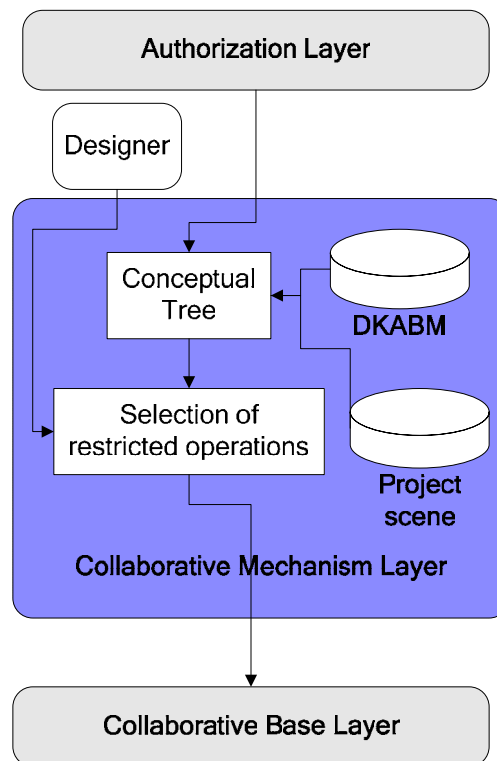 Authorization Layer
Designer
Conceptual
Tree
DKABM
Selection of
restricted operations
Project
scene
Collaborative Mechanism Layer
Collaborative Base Layer